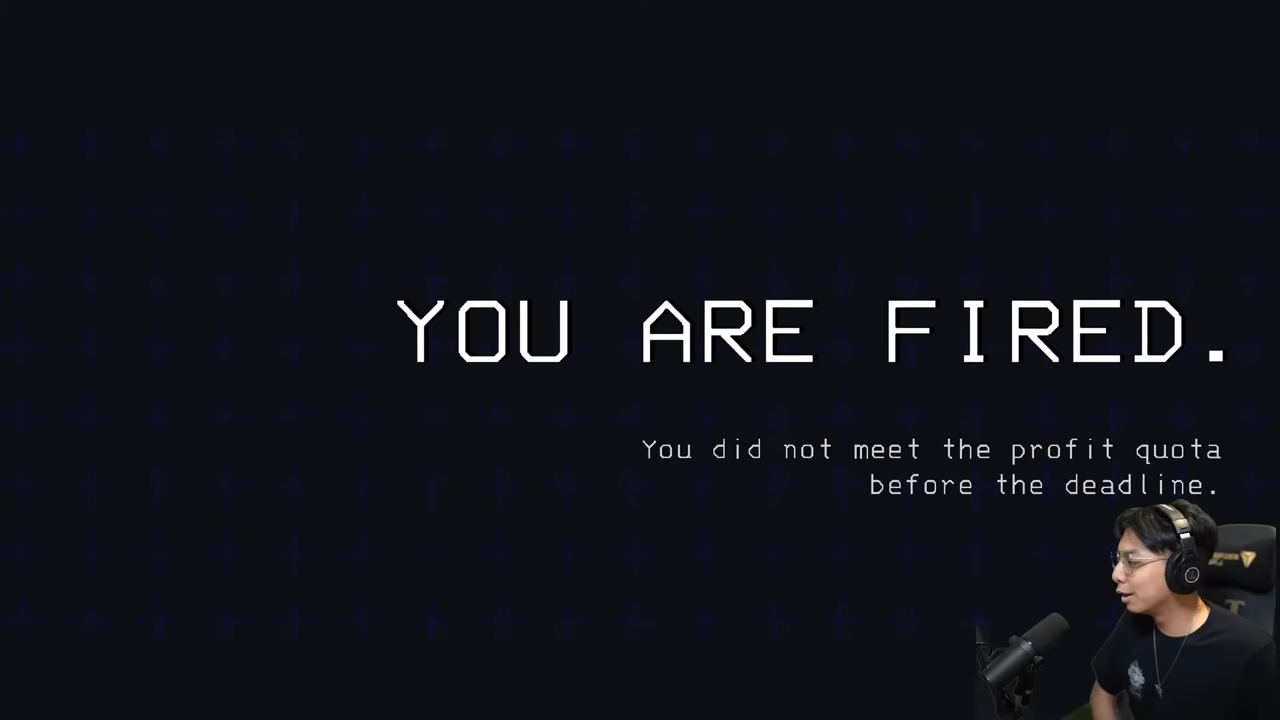 YOU ARE FIRED.
You did not meet the profit quota
before the deadline.